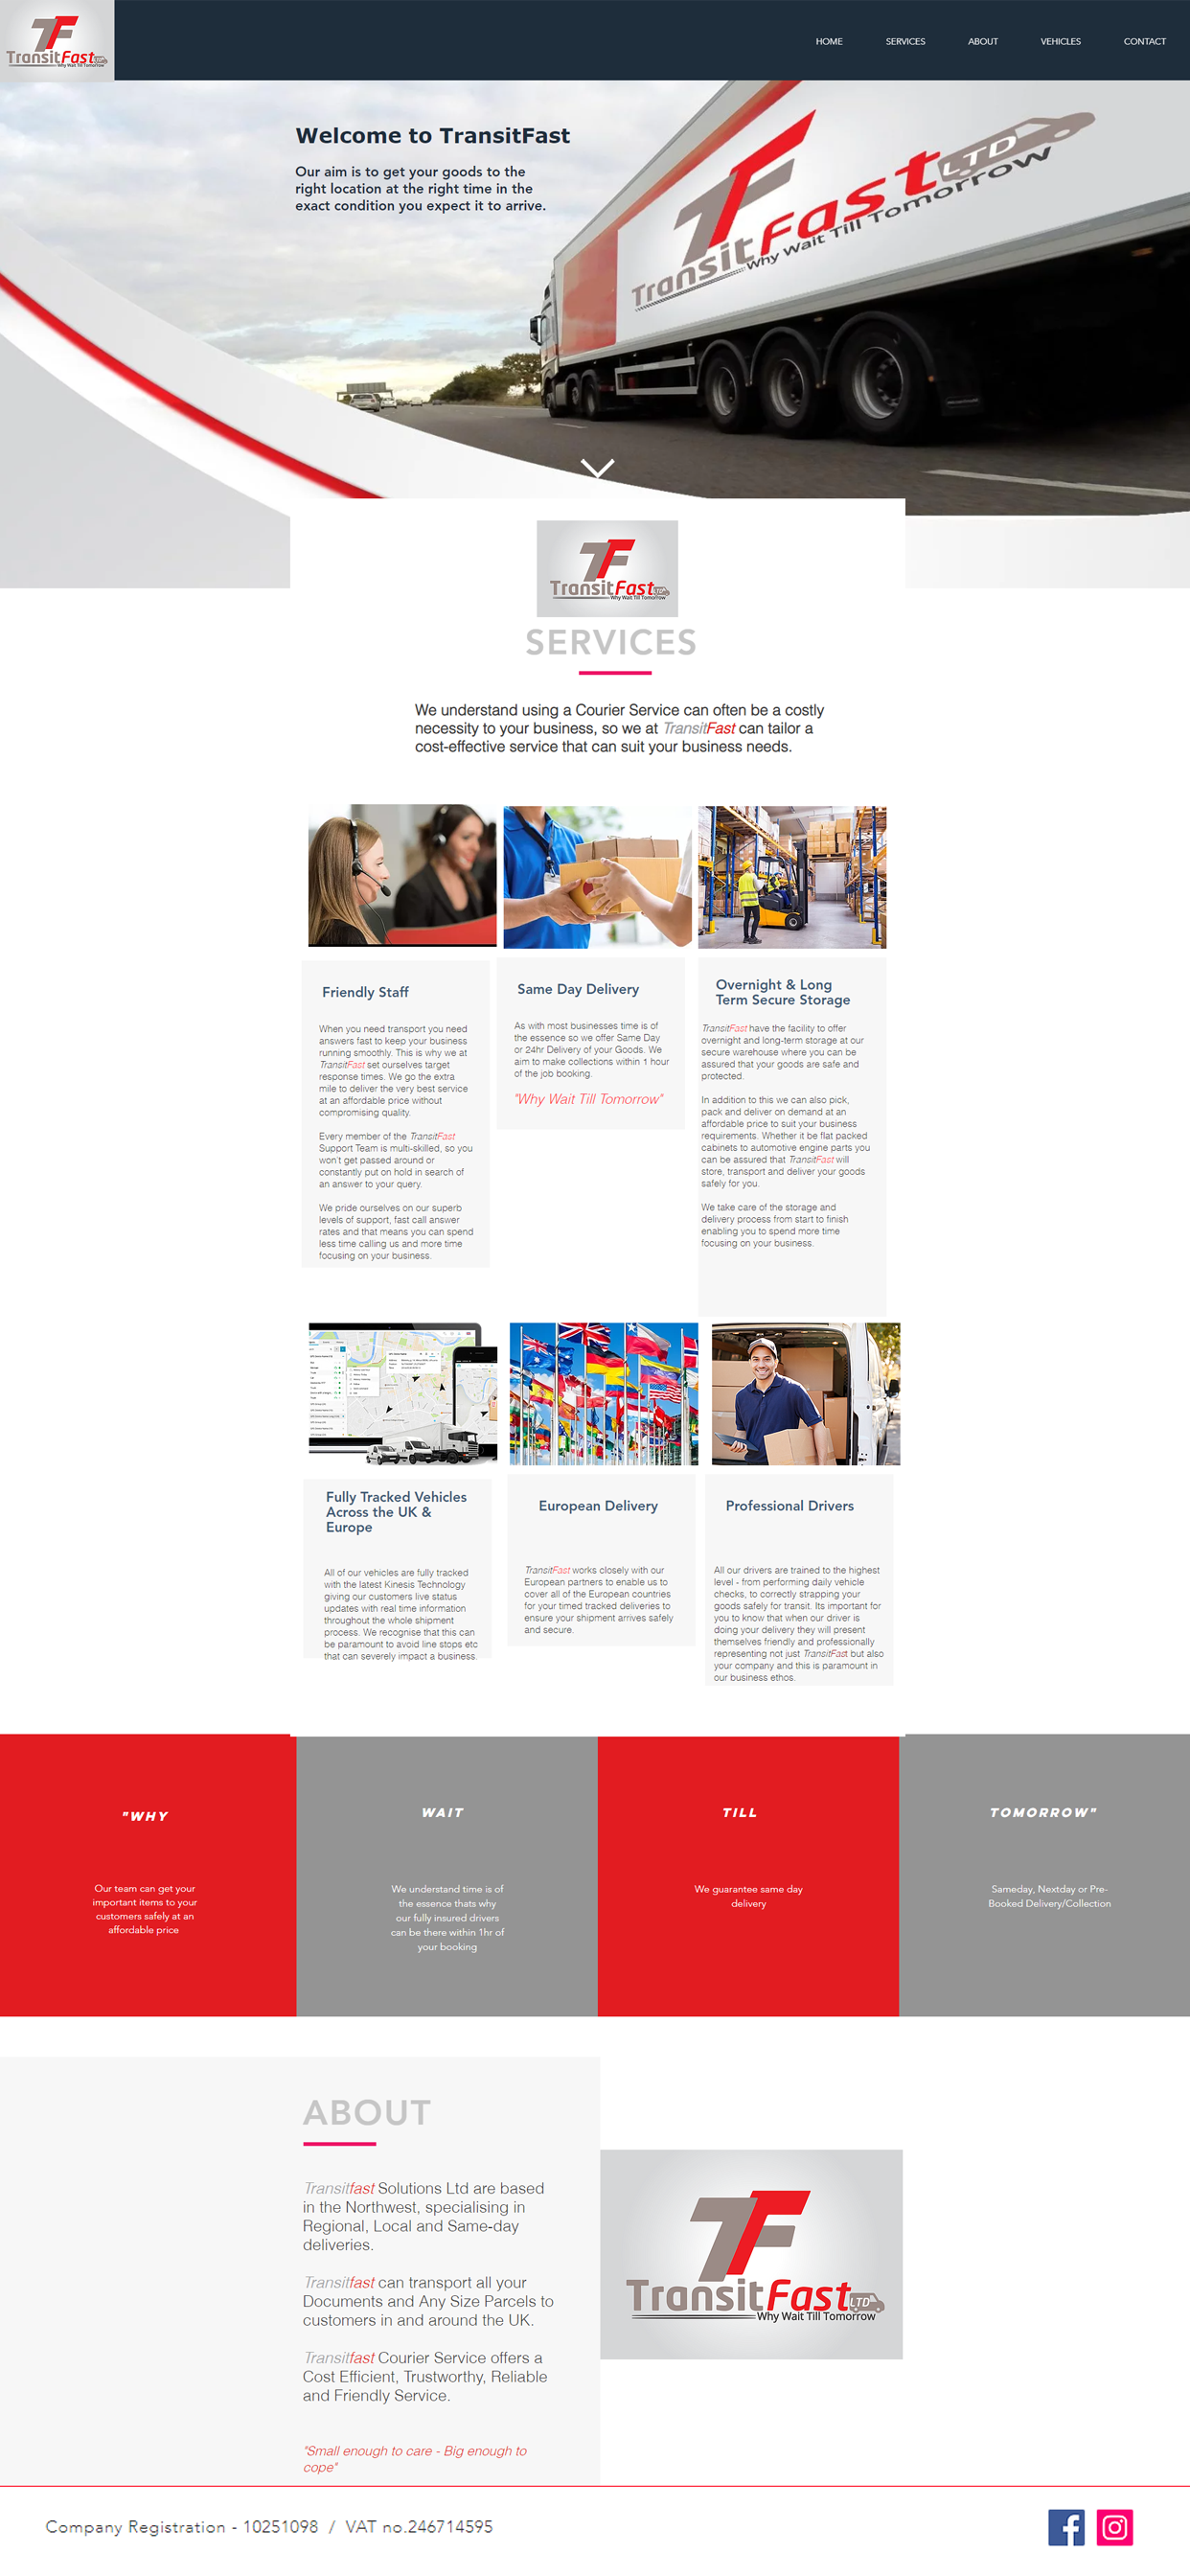 TransitFast LTD
Why Wait Till Tomorrow
HOME SERVICES ABOUT VEHICLES CONTACT
Welcome to TransitFast
Our aim is to get your goods to the
right location at the right time in the
exact condition you expect it to arrive.
TransitFast LTD
Why Wait Till Tomorrow
TransitFast LTD
Why Wait Till Tomorrow
SERVICES
We understand using a Courier Service can often be a costly
necessity to your business, so we at TransitFast can tailor a
cost-effective service that can suit your business needs.
Friendly Staff
When you need transport you need
answers fast to keep your business
running smoothly. This is why we at
TransitFast set ourselves target
response times. We go the extra
mile to deliver the very best service
at an affordable price without
compromising quality.
Every member of the TransitFast
Support Team is multi-skilled, so you
won't get passed around or
constantly put on hold in search of
an answer to your query.
We pride ourselves on our superb
levels of support, fast call answer
rates and that means you can spend
less time calling us and more time
focusing on your business.
Same Day Delivery
As with most businesses time is of
the essence so we offer Same Day
or 24hr Delivery of your Goods. We
aim to make collections within 1 hour
of the job booking.
"Why Wait Till Tomorrow"
Overnight & Long
Term Secure Storage
TransitFast have the facility to offer
overnight and long-term storage at our
secure warehouse where you can be
assured that your goods are safe and
protected.
In addition to this we can also pick,
pack and deliver on demand at an
affordable price to suit your business
requirements. Whether it be flat packed
cabinets to automotive engine parts you
can be assured that TransitFast will
store, transport and deliver your goods
safely for you.
We take care of the storage and
delivery process from start to finish
enabling you to spend more time
focusing on your business.
Fully Tracked Vehicles
Across the UK &
Europe
All of our vehicles are fully tracked
with the latest Kinesis Technology
giving our customers live status
updates with real time information
throughout the whole shipment
process. We recognise that this can
be paramount to avoid line stops etc
that can severely impact a business.
European Delivery
TransitFast works closely with our
European partners to enable us to
cover all of the European countries
for your timed tracked deliveries to
ensure your shipment arrives safely
and secure.
Professional Drivers
All our drivers are trained to the highest
level - from performing daily vehicle
checks, to correctly strapping your
goods safely for transit. Its important for
you to know that when our driver is
doing your delivery they will present
themselves friendly and professionally
representing not just TransitFast but also
your company and this is paramount in
our business ethos.
"WHY
Our team can get your
important items to your
customers safely at an
affordable price
WAIT
We understand time is of
the essence thats why
our fully insured drivers
can be there within 1hr of
your booking
TILL
We guarantee same day
delivery
TOMORROW"
Sameday, Nextday or Pre-
Booked Delivery/Collection
ABOUT
Transitfast Solutions Ltd are based
in the Northwest, specialising in
Regional, Local and Same-day
deliveries.
Transitfast can transport all your
Documents and Any Size Parcels to
customers in and around the UK.
Transitfast Courier Service offers a
Cost Efficient, Trustworthy, Reliable
and Friendly Service.
"Small enough to care - Big enough to
cope"
TransitFast LTD
Why Wait Till Tomorrow
Company Registration - 10251098 / VAT no.246714595